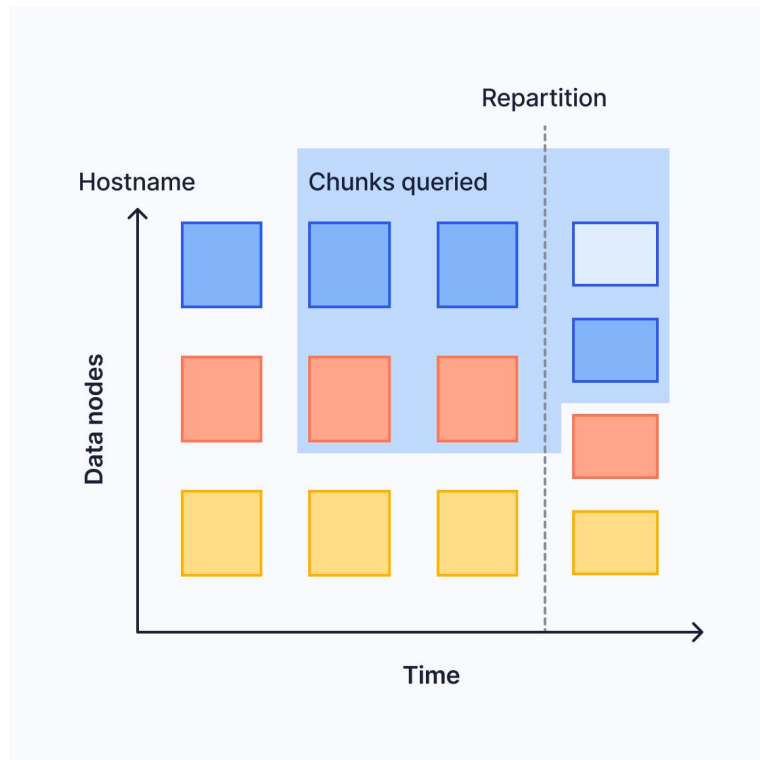 Repartition
Hostname
Chunks queried
Data nodes
Time